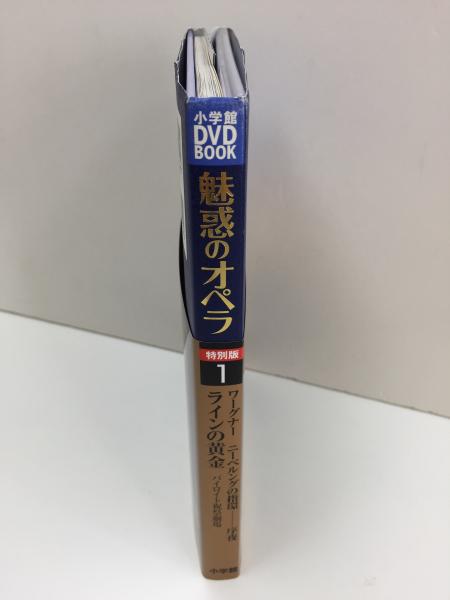 小学館
DVD
BOOK
魅惑のオペラ
特別版
1
ワーグナー ニーベルングの指環――序夜
ラインの黄金 バイロイト祝祭劇場
小学館